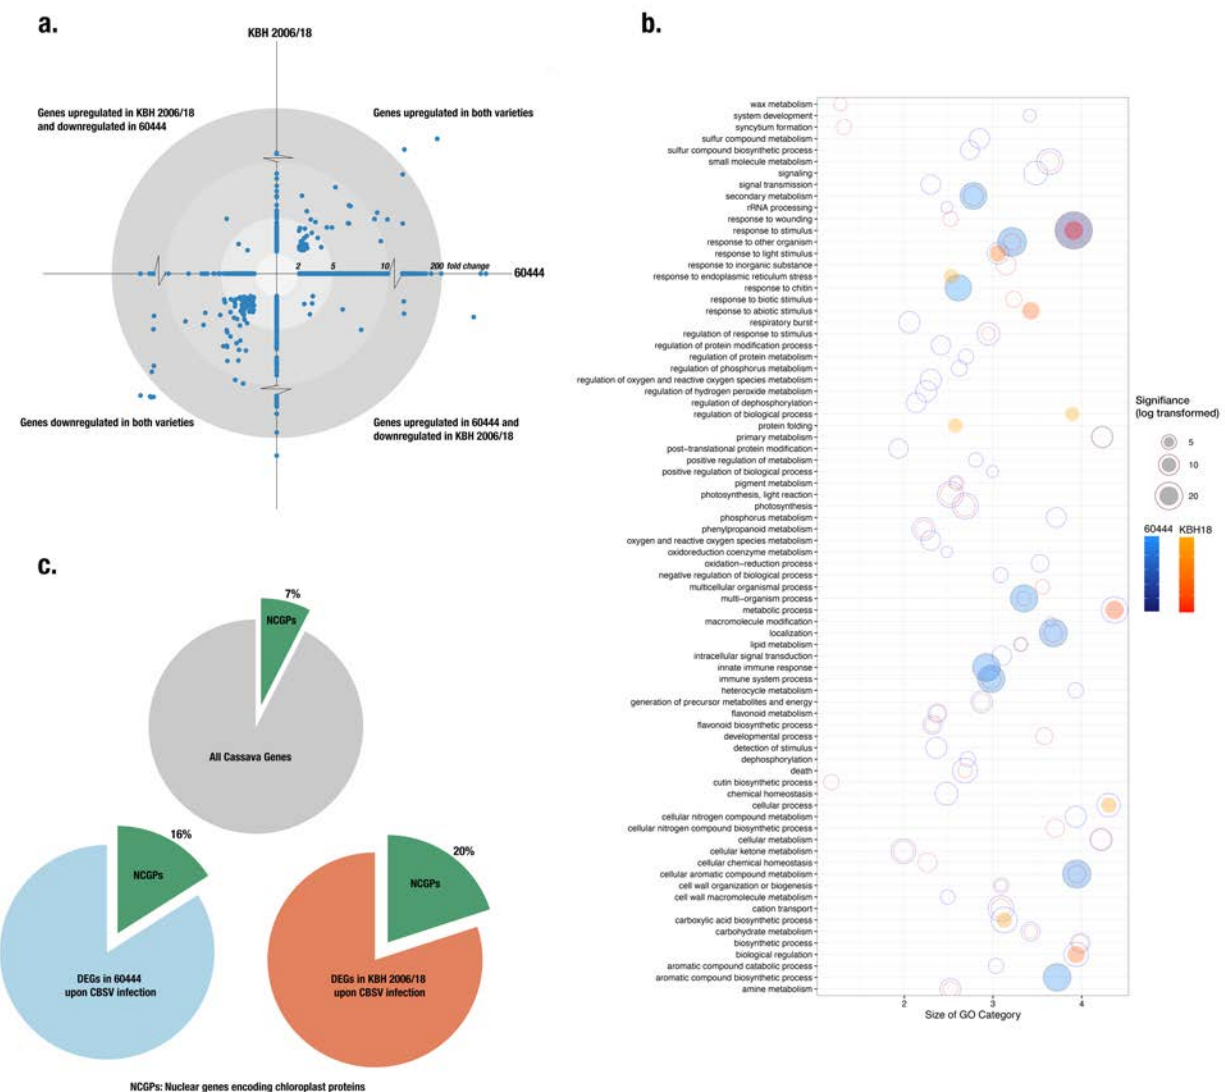 a.
KBH 2006/18
Genes upregulated in KBH 2006/18
and downregulated in 60444
Genes upregulated in both varieties
2 5 10 200 fold change
60444
Genes downregulated in both varieties
Genes upregulated in 60444 and
downregulated in KBH 2006/18
b.
wax metabolism
system development
syncytium formation
sulfur compound metabolism
sulfur compound biosynthetic process
small molecule metabolism
signaling
signal transmission
secondary metabolism
rRNA processing
response to wounding
response to stimulus
response to other organism
response to light stimulus
response to inorganic substance
response to endoplasmic reticulum stress
response to chitin
response to biotic stimulus
response to abiotic stimulus
respiratory burst
regulation of response to stimulus
regulation of protein modification process
regulation of protein metabolism
regulation of phosphorus metabolism
regulation of oxygen and reactive oxygen species metabolism
regulation of hydrogen peroxide metabolism
regulation of dephosphorylation
regulation of biological process
protein folding
primary metabolism
post-translational protein modification
positive regulation of metabolism
positive regulation of biological process
pigment metabolism
photosynthesis, light reaction
photosynthesis
phosphorus metabolism
phenylpropanoid metabolism
oxygen and reactive oxygen species metabolism
oxidoreduction coenzyme metabolism
oxidation-reduction process
negative regulation of biological process
multicellular organismal process
multi-organism process
metabolic process
macromolecule modification
localization
lipid metabolism
intracellular signal transduction
innate immune response
immune system process
heterocycle metabolism
generation of precursor metabolites and energy
flavonoid metabolism
flavonoid biosynthetic process
developmental process
detection of stimulus
dephosphorylation
death
cutin biosynthetic process
chemical homeostasis
cellular process
cellular nitrogen compound metabolism
cellular nitrogen compound biosynthetic process
cellular metabolism
cellular ketone metabolism
cellular chemical homeostasis
cellular aromatic compound metabolism
cell wall organization or biogenesis
cell wall macromolecule metabolism
cation transport
carboxylic acid biosynthetic process
carbohydrate metabolism
biosynthetic process
biological regulation
aromatic compound catabolic process
aromatic compound biosynthetic process
amine metabolism
2 3 4
Size of GO Category
Signifiance
(log transformed)
5
10
20
60444 KBH18
c.
7%
NCGPs
All Cassava Genes
16%
NCGPs
DEGs in 60444
upon CBSV infection
20%
NCGPs
DEGs in KBH 2006/18
upon CBSV infection
NCGPs: Nuclear genes encoding chloroplast proteins